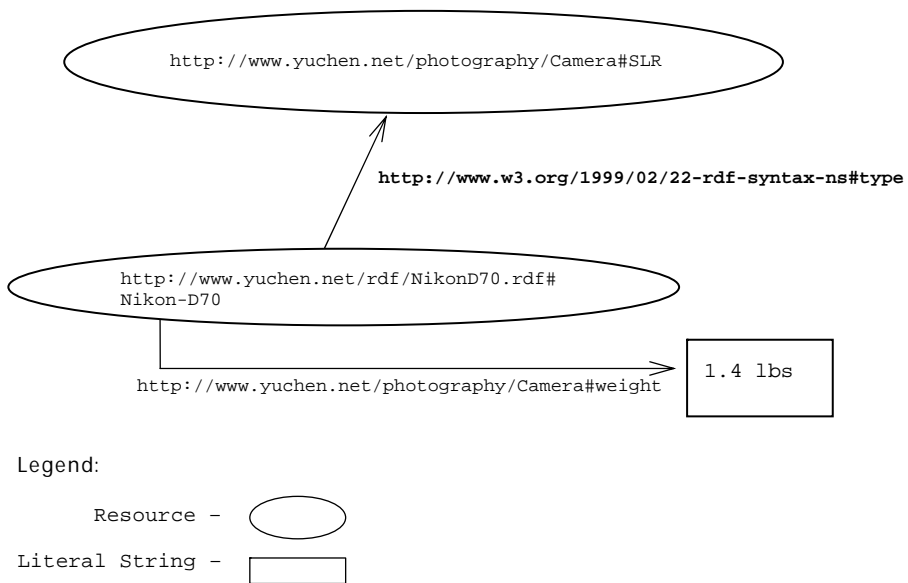 http://www.yuchen.net/photography/Camera#SLR
http://www.w3.org/1999/02/22-rdf-syntax-ns#type
http://www.yuchen.net/rdf/NikonD70.rdf#
Nikon-D70
1.4 lbs
http://www.yuchen.net/photography/Camera#weight
Legend:
Resource -
Literal String -